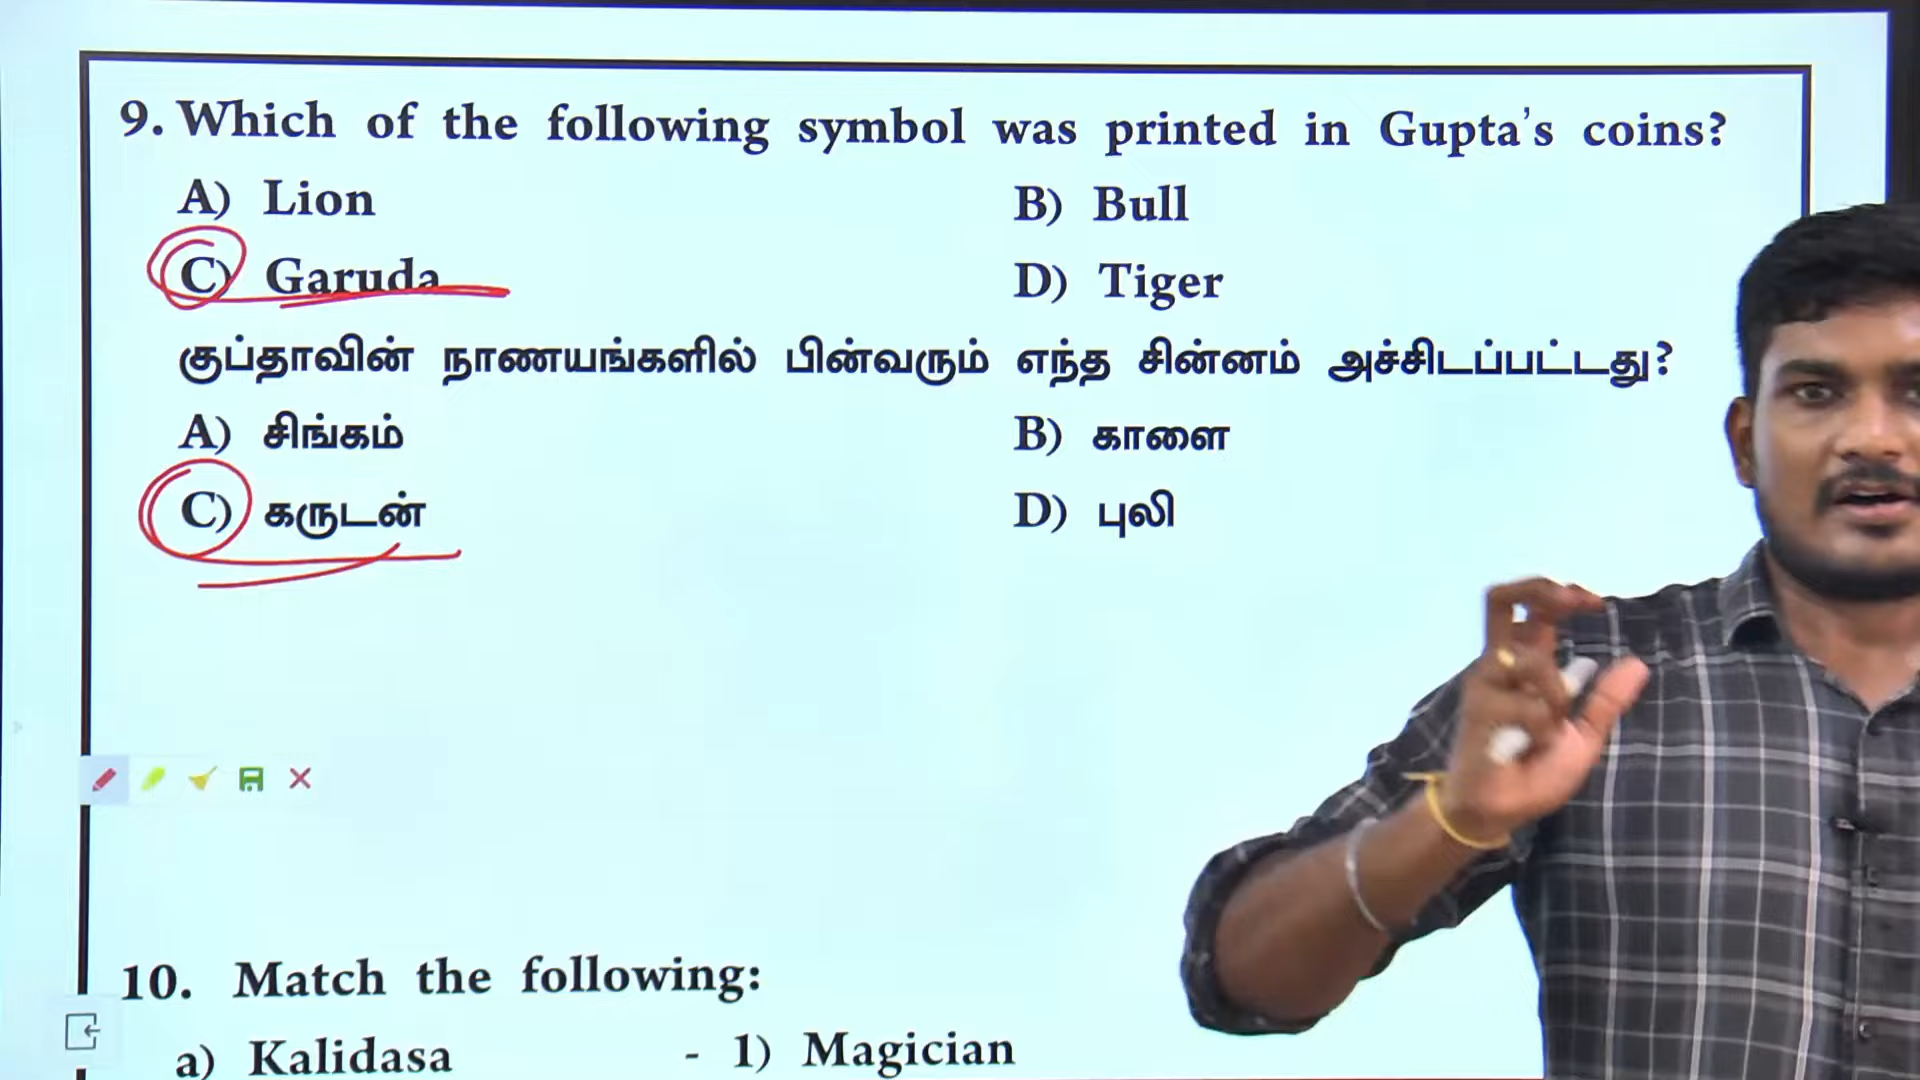 9. Which of the following symbol was printed in Gupta's coins?
A) Lion B) Bull
C) Garuda D) Tiger
குப்தாவின் நாணயங்களில் பின்வரும் எந்த சின்னம் அச்சிடப்பட்டது?
A) சிங்கம் B) காளை
C) கருடன் D) புலி
10. Match the following:
a) Kalidasa - 1) Magician